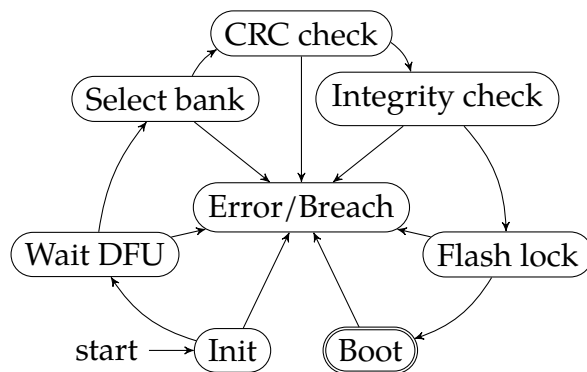 CRC check
Select bank
Integrity check
Error/Breach
Wait DFU
Flash lock
start
Init
Boot